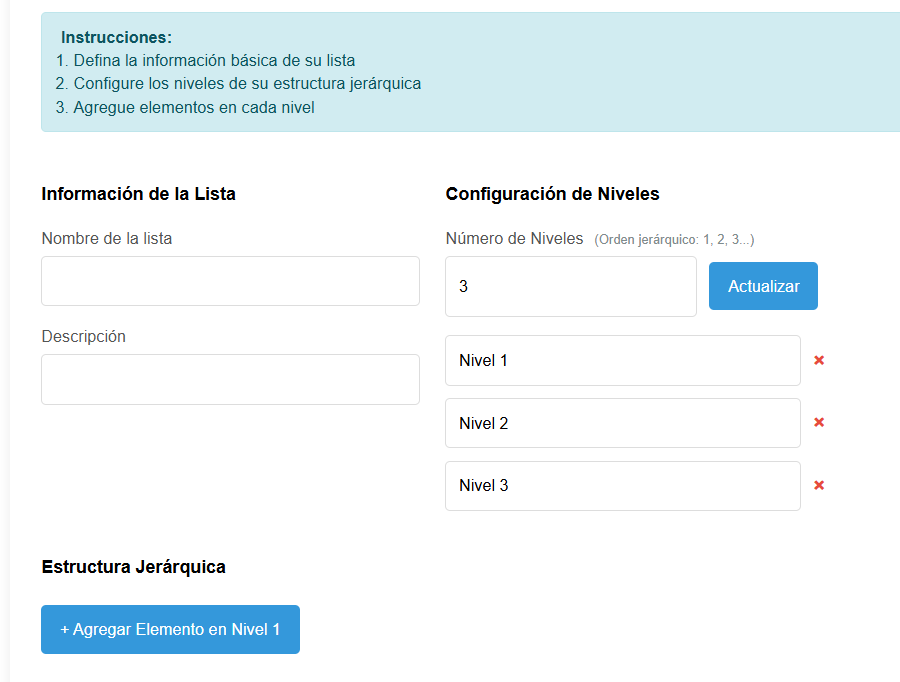 Instrucciones:
1. Defina la información básica de su lista
2. Configure los niveles de su estructura jerárquica
3. Agregue elementos en cada nivel
Información de la Lista
Nombre de la lista
Descripción
Configuración de Niveles
Número de Niveles (Orden jerárquico: 1, 2, 3...)
3
Actualizar
Nivel 1
Nivel 2
Nivel 3
Estructura Jerárquica
+ Agregar Elemento en Nivel 1